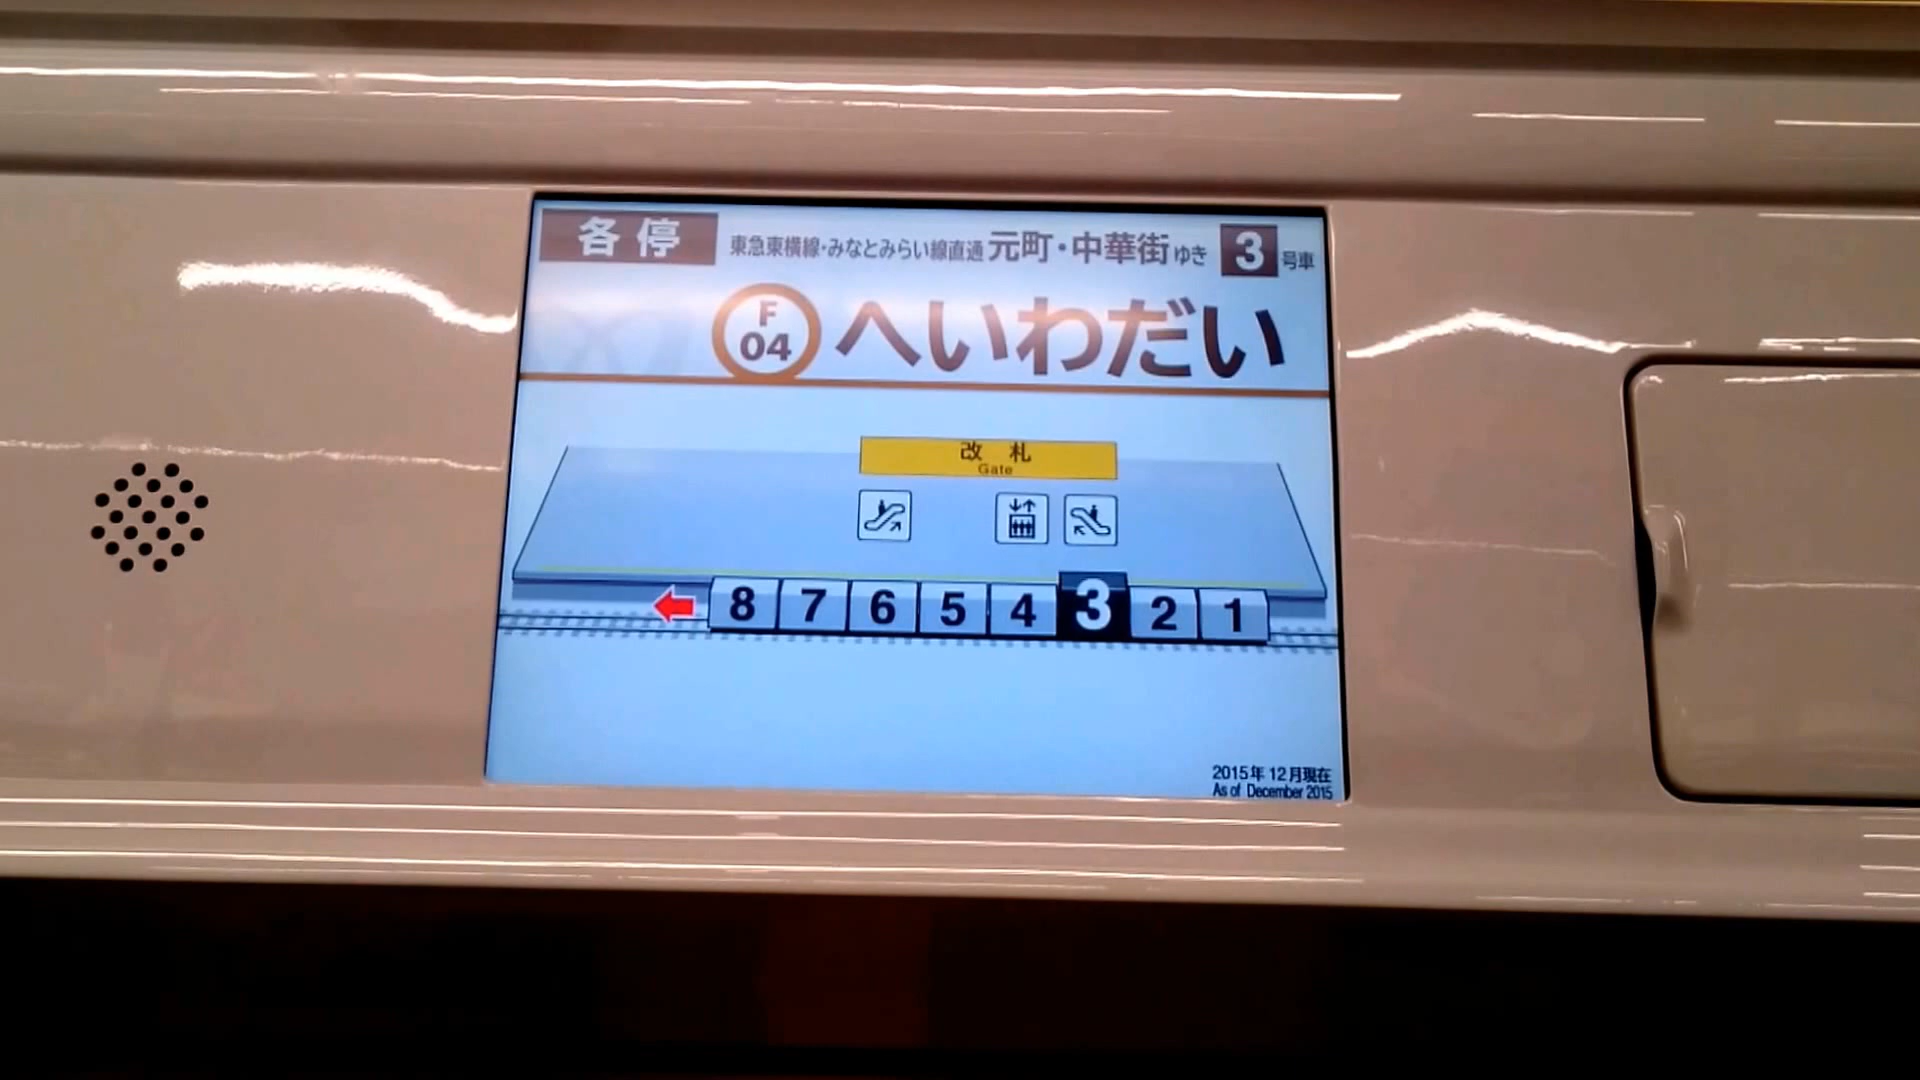 各停 東急東横線・みなとみらい線直通 元町・中華街 ゆき 3 号車
F 04 へいわだい
改札
Gate
8 7 6 5 4 3 2 1
2015年12月現在
As of December 2015